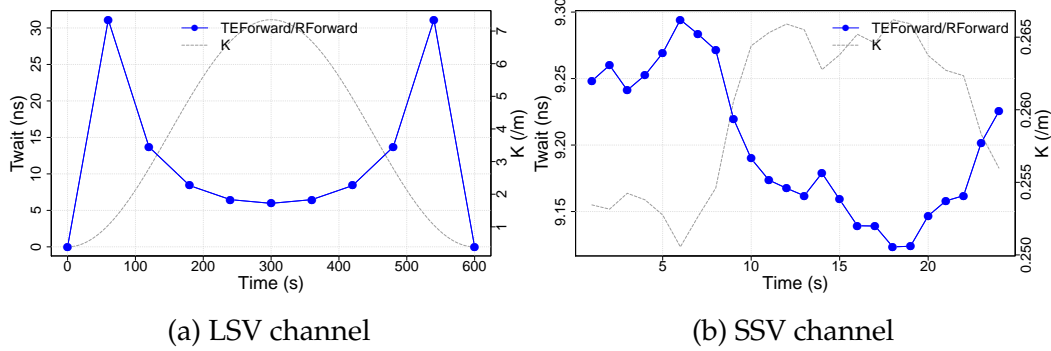 TEForward/RForward
K
Twait (ns)
0
5
10
15
20
25
30
K (/m)
1
2
3
4
5
6
7
0
100
200
300
400
500
600
Time (s)
(a) LSV channel
TEForward/RForward
K
Twait (ns)
9.15
9.20
9.25
9.30
K (/m)
0.250
0.255
0.260
0.265
5
10
15
20
Time (s)
(b) SSV channel